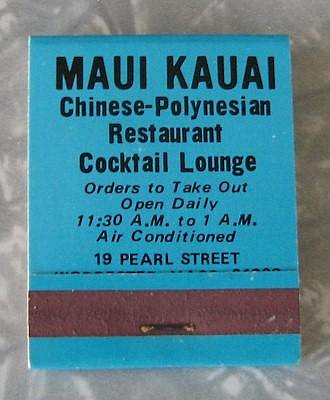 MAUI KAUAI
Chinese-Polynesian
Restaurant
Cocktail Lounge
Orders to Take Out
Open Daily
11:30 A.M. to 1 A.M.
Air Conditioned
19 PEARL STREET